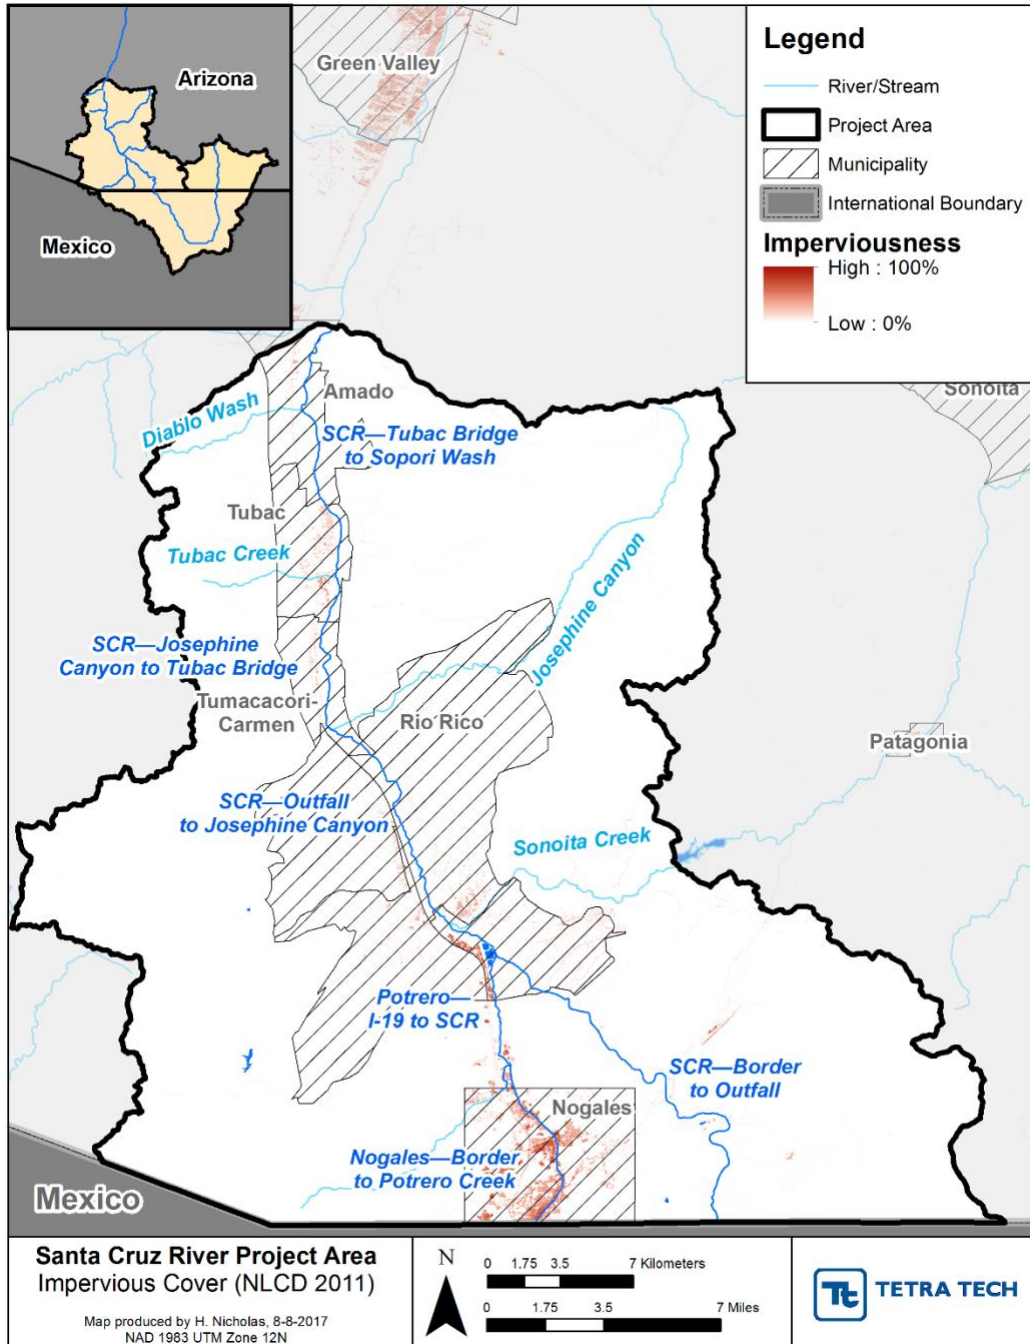 Arizona
Mexico
Green Valley
Legend
River/Stream
Project Area
Municipality
International Boundary
Imperviousness
High : 100%
Low : 0%
Sonoita
Amado
Diablo Wash
SCR—Tubac Bridge
to Sopori Wash
Tubac
Tubac Creek
Josephine Canyon
SCR—Josephine
Canyon to Tubac Bridge
Tumacacori-
Carmen
Rio Rico
Patagonia
SCR—Outfall
to Josephine Canyon
Sonoita Creek
Potrero—
I-19 to SCR
SCR—Border
to Outfall
Nogales
Nogales—Border
to Potrero Creek
Mexico
Santa Cruz River Project Area
Impervious Cover (NLCD 2011)
Map produced by H. Nicholas, 8-8-2017
NAD 1983 UTM Zone 12N
N
0 1.75 3.5 7 Kilometers
0 1.75 3.5 7 Miles
Tt TETRA TECH